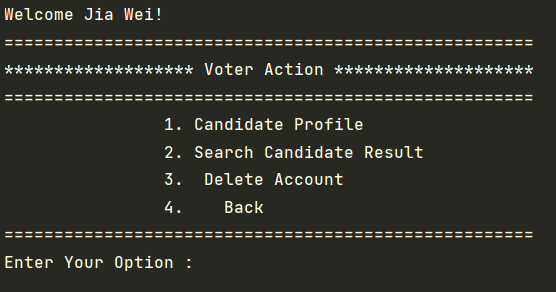 Welcome Jia Wei!
=====================================================
******************* Voter Action ********************
=====================================================
1. Candidate Profile
2. Search Candidate Result
3.  Delete Account
4.    Back
=====================================================
Enter Your Option :